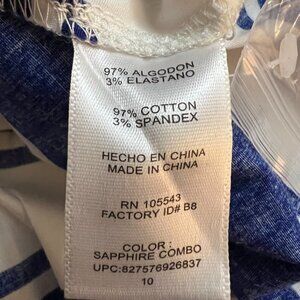 97% ALGODON
3% ELASTANO
97% COTTON
3% SPANDEX
HECHO EN CHINA
MADE IN CHINA
RN 105543
FACTORY ID# B8
COLOR :
SAPPHIRE COMBO
UPC:827576926837
10